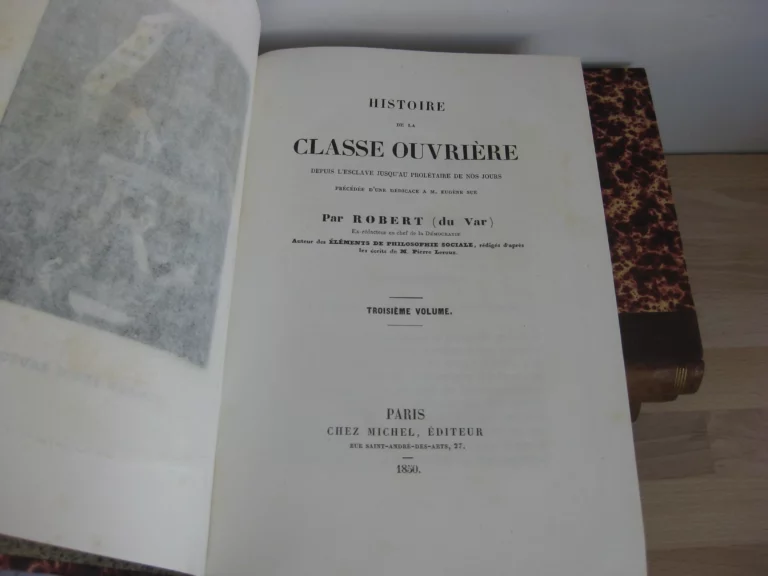 HISTOIRE
DE LA
CLASSE OUVRIÈRE
DEPUIS L'ESCLAVE JUSQU'AU PROLÉTAIRE DE NOS JOURS
PRÉCÉDÉE D'UNE DÉDICACE A M. EUGÈNE SUE
Par ROBERT (du Var)
Ex-rédacteur en chef de la DÉMOCRATIE
Auteur des ÉLÉMENTS DE PHILOSOPHIE SOCIALE, rédigés d'après
les écrits de M. Pierre Leroux.
TROISIÈME VOLUME.
PARIS
CHEZ MICHEL, ÉDITEUR
RUE SAINT-ANDRÉ-DES-ARTS, 27.
1850.